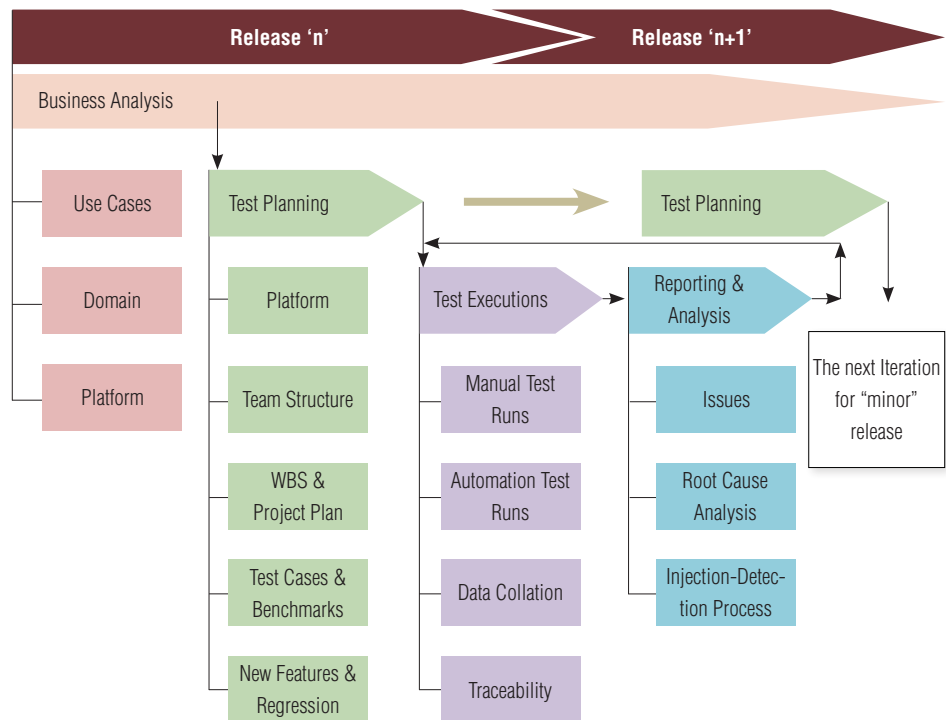 Release ‘n’
Release ‘n+1’
Business Analysis
Use Cases
Domain
Platform
Test Planning
Platform
Team Structure
WBS &
Project Plan
Test Cases &
Benchmarks
New Features &
Regression
Test Executions
Manual Test
Runs
Automation Test
Runs
Data Collation
Traceability
Test Planning
Reporting &
Analysis
Issues
Root Cause
Analysis
Injection-Detec-
tion Process
The next Iteration
for “minor”
release